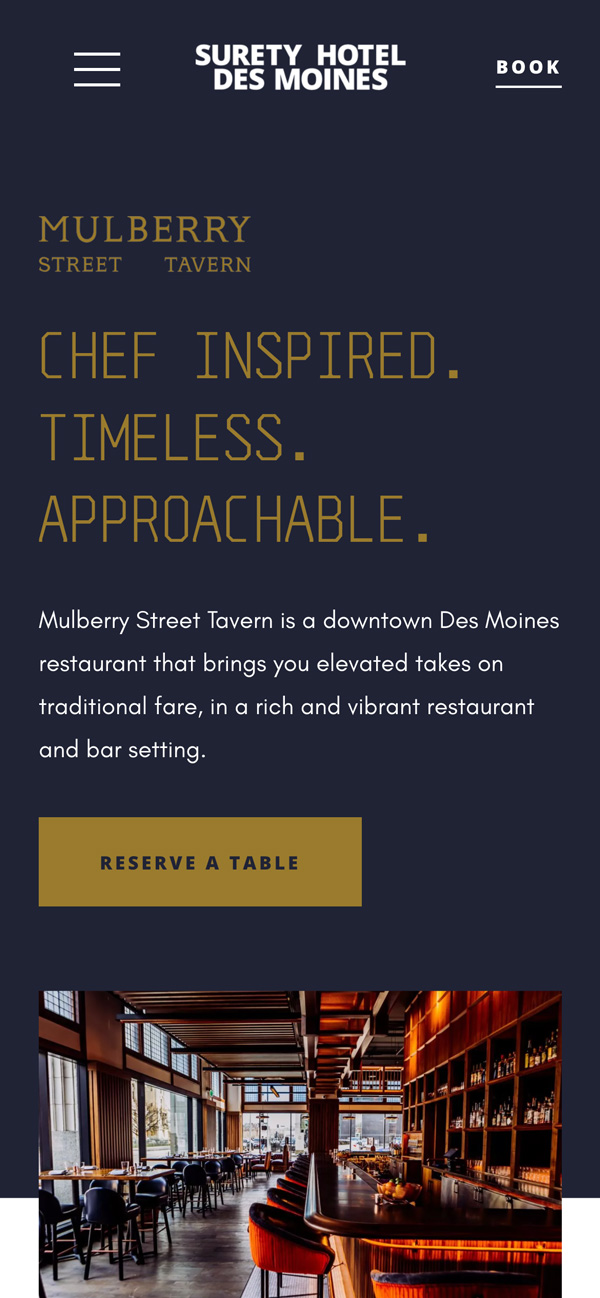 SURETY HOTEL
DES MOINES
BOOK
MULBERRY
STREET TAVERN
CHEF INSPIRED.
TIMELESS.
APPROACHABLE.
Mulberry Street Tavern is a downtown Des Moines
restaurant that brings you elevated takes on
traditional fare, in a rich and vibrant restaurant
and bar setting.
RESERVE A TABLE